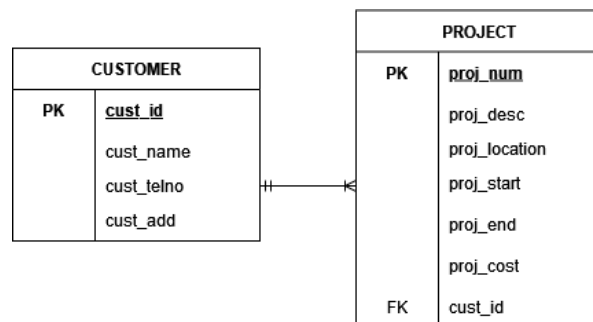 CUSTOMER
PK cust_id
cust_name
cust_telno
cust_add
PROJECT
PK proj_num
proj_desc
proj_location
proj_start
proj_end
proj_cost
FK cust_id